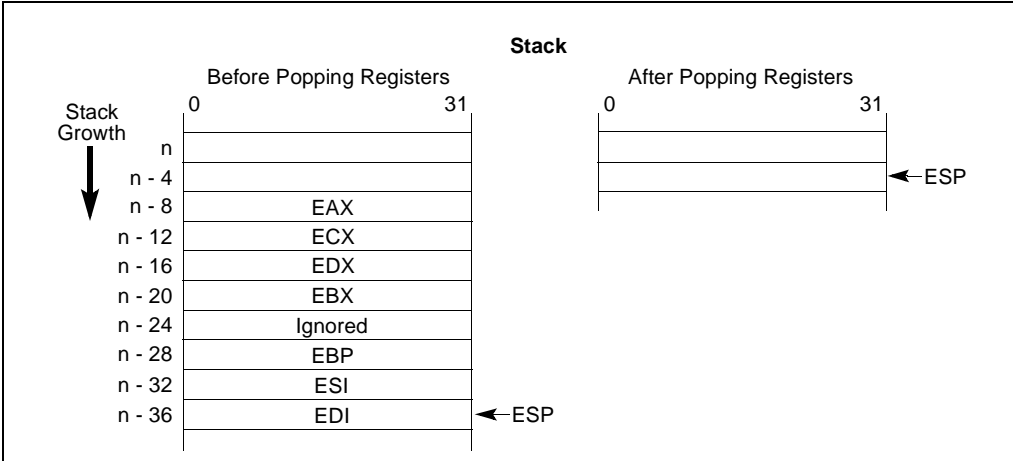 Stack
Before Popping Registers
After Popping Registers
0 31
0 31
Stack
Growth
n
n - 4
ESP
n - 8 EAX
n - 12 ECX
n - 16 EDX
n - 20 EBX
n - 24 Ignored
n - 28 EBP
n - 32 ESI
n - 36 EDI ESP